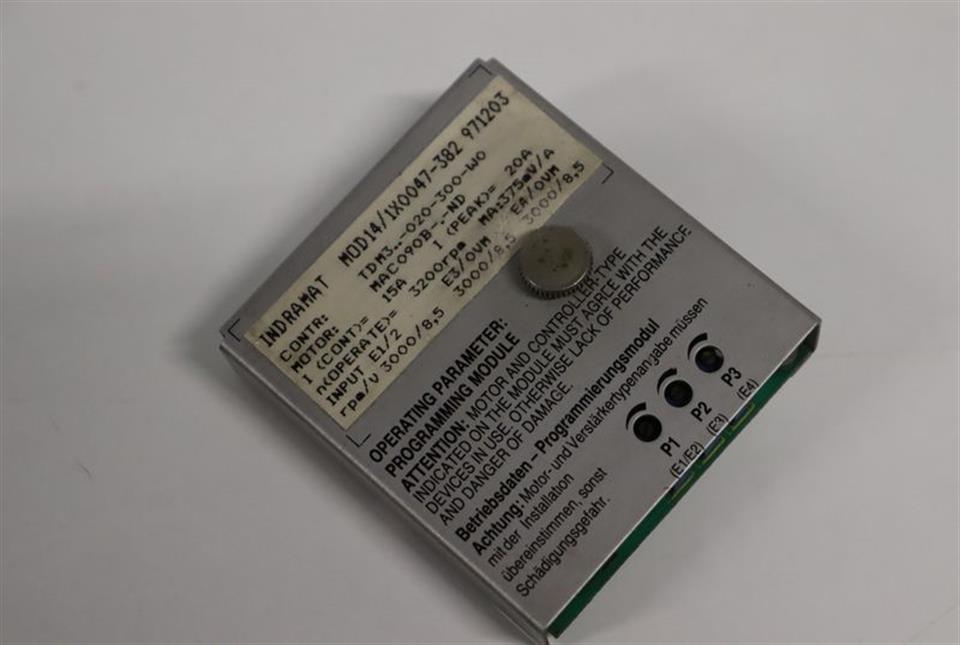 INDRAMAT MOD14/1X0047-382 971203
CONTR: TDM3..-020-300-W0
MOTOR: MAC090B-.-ND
I (CONT)= 15A I (PEAK)= 20A
n(OPERATE)= 3200rpm MA:375mV/A
INPUT E1/2 E3/0VM E4/0VM
rpm/V 3000/8,5 3000/8,5 3000/8,5
OPERATING PARAMETER:
PROGRAMMING MODULE
ATTENTION: MOTOR AND CONTROLLER-TYPE
INDICATED ON THE MODULE MUST AGREE WITH THE
DEVICES IN USE. OTHERWISE LACK OF PERFORMANCE
AND DANGER OF DAMAGE.
Betriebsdaten – Programmierungsmodul
Achtung: Motor- und Verstärkertypenangabe müssen
mit der Installation
übereinstimmen, sonst
Schädigungsgefahr.
P1 P2 P3
(E1/E2) (E3) (E4)